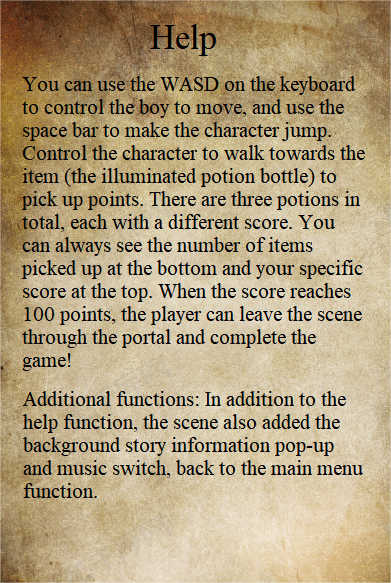 Help
You can use the WASD on the keyboard
to control the boy to move, and use the
space bar to make the character jump.
Control the character to walk towards the
item (the illuminated potion bottle) to
pick up points. There are three potions in
total, each with a different score. You
can always see the number of items
picked up at the bottom and your specific
score at the top. When the score reaches
100 points, the player can leave the scene
through the portal and complete the
game!
Additional functions: In addition to the
help function, the scene also added the
background story information pop-up
and music switch, back to the main menu
function.